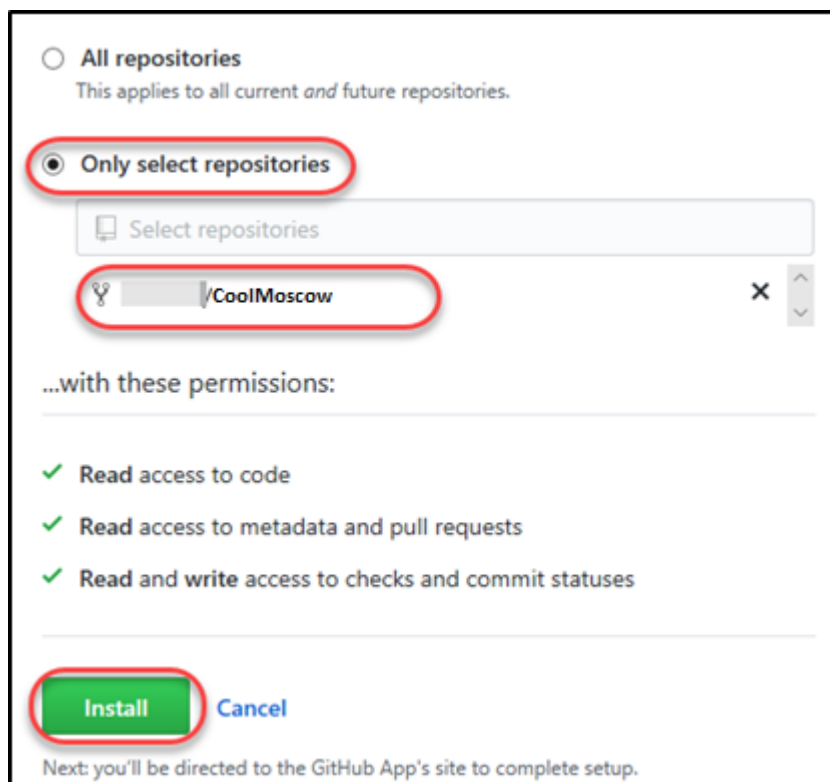 All repositories
This applies to all current and future repositories.
Only select repositories
Select repositories
/CoolMoscow
...with these permissions:
Read access to code
Read access to metadata and pull requests
Read and write access to checks and commit statuses
Install Cancel
Next: you'll be directed to the GitHub App's site to complete setup.